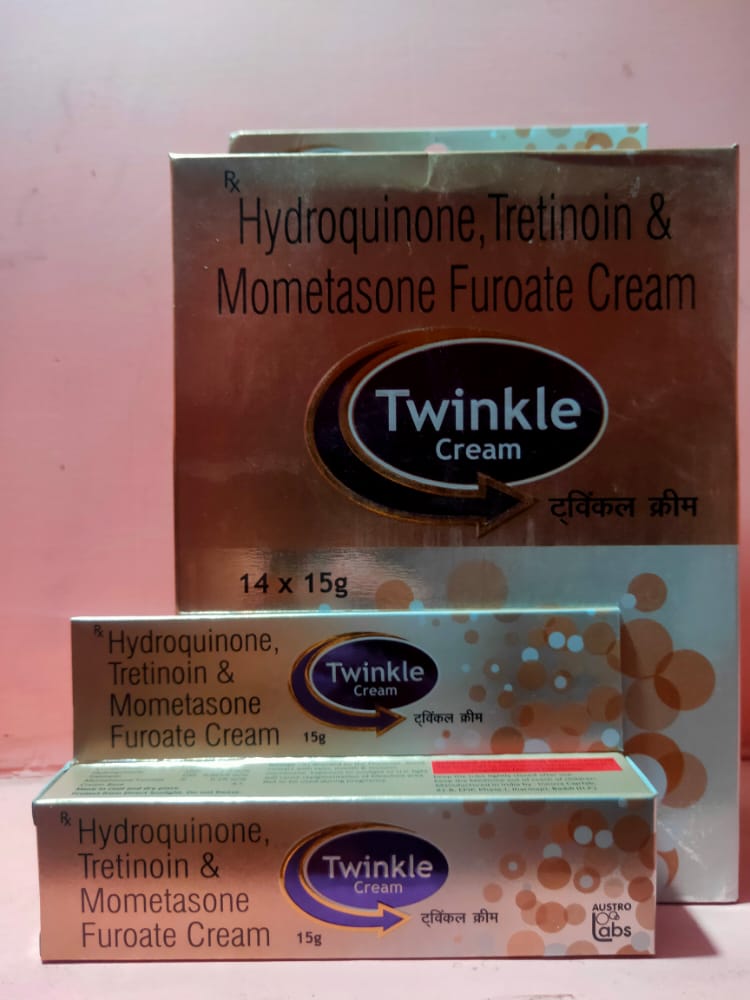 Rx
Hydroquinone, Tretinoin &
Mometasone Furoate Cream
Twinkle
Cream
ट्विंकल क्रीम
14 x 15g
Rx
Hydroquinone,
Tretinoin &
Mometasone
Furoate Cream
15g
Twinkle
Cream
ट्विंकल क्रीम
Rx
Hydroquinone,
Tretinoin &
Mometasone
Furoate Cream
15g
Twinkle
Cream
ट्विंकल क्रीम
AUSTRO
Labs